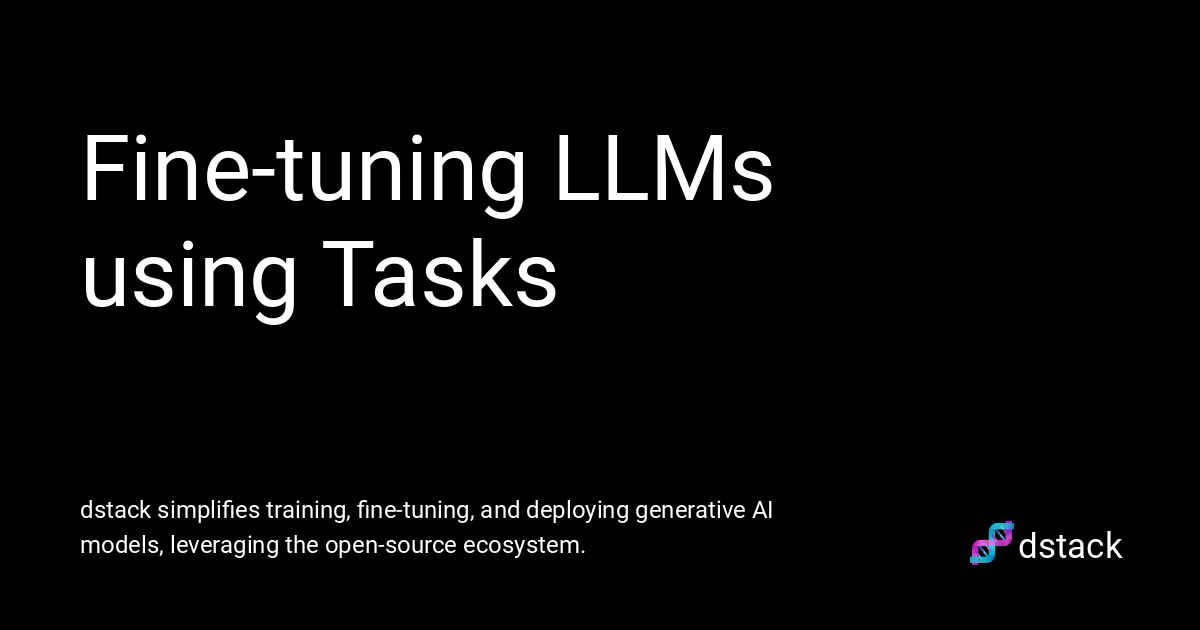 Fine-tuning LLMs
using Tasks
dstack simplifies training, fine-tuning, and deploying generative AI
models, leveraging the open-source ecosystem.
dstack